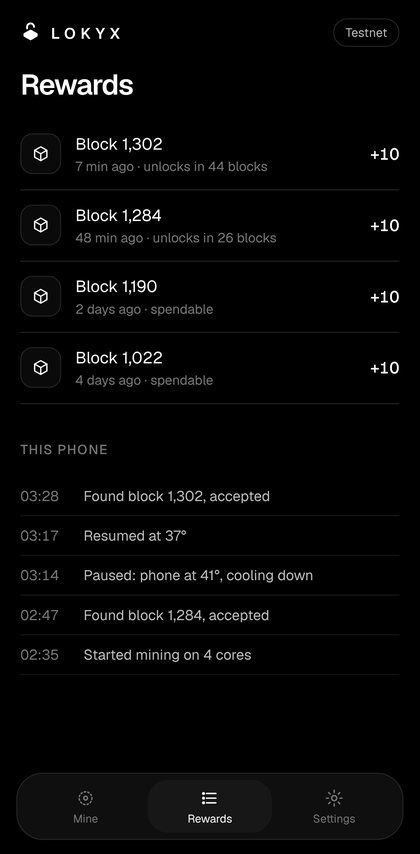 LOKYX
Testnet
Rewards
Block 1,302
7 min ago · unlocks in 44 blocks
+10
Block 1,284
48 min ago · unlocks in 26 blocks
+10
Block 1,190
2 days ago · spendable
+10
Block 1,022
4 days ago · spendable
+10
THIS PHONE
03:28 Found block 1,302, accepted
03:17 Resumed at 37°
03:14 Paused: phone at 41°, cooling down
02:47 Found block 1,284, accepted
02:35 Started mining on 4 cores
Mine
Rewards
Settings